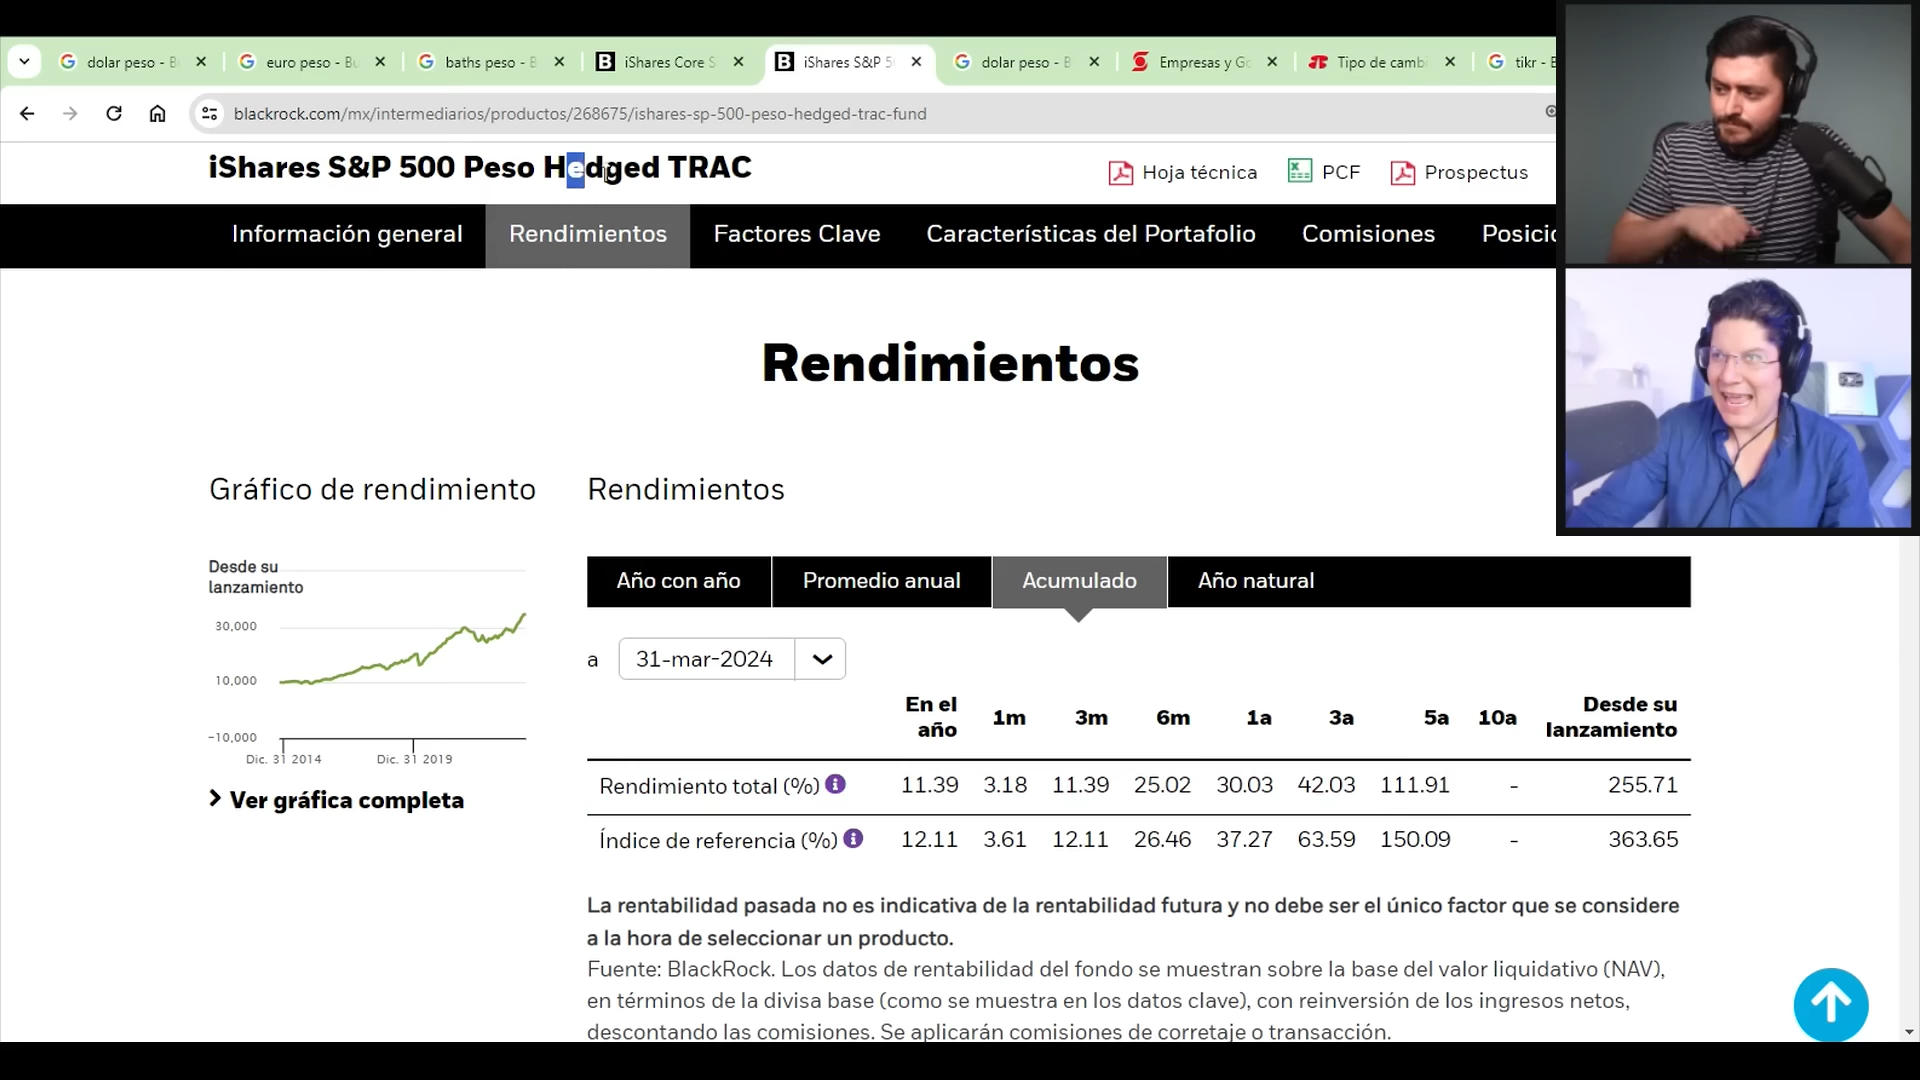 dolar peso - B
euro peso - Bu
baths peso - B
iShares Core S
iShares S&P 5
dolar peso - B
Empresas y Go
Tipo de camb
tikr - B
blackrock.com/mx/intermediarios/productos/268675/ishares-sp-500-peso-hedged-trac-fund
iShares S&P 500 Peso Hedged TRAC
Hoja técnica
PCF
Prospectus
Información general
Rendimientos
Factores Clave
Características del Portafolio
Comisiones
Posicio
Rendimientos
Gráfico de rendimiento
Rendimientos
Desde su
lanzamiento
30,000
10,000
-10,000
Dic. 31 2014
Dic. 31 2019
Ver gráfica completa
Año con año
Promedio anual
Acumulado
Año natural
a 31-mar-2024
En el año 1m 3m 6m 1a 3a 5a 10a Desde su lanzamiento
Rendimiento total (%) 11.39 3.18 11.39 25.02 30.03 42.03 111.91 - 255.71
Índice de referencia (%) 12.11 3.61 12.11 26.46 37.27 63.59 150.09 - 363.65
La rentabilidad pasada no es indicativa de la rentabilidad futura y no debe ser el único factor que se considere
a la hora de seleccionar un producto.
Fuente: BlackRock. Los datos de rentabilidad del fondo se muestran sobre la base del valor liquidativo (NAV),
en términos de la divisa base (como se muestra en los datos clave), con reinversión de los ingresos netos,
descontando las comisiones. Se aplicarán comisiones de corretaje o transacción.